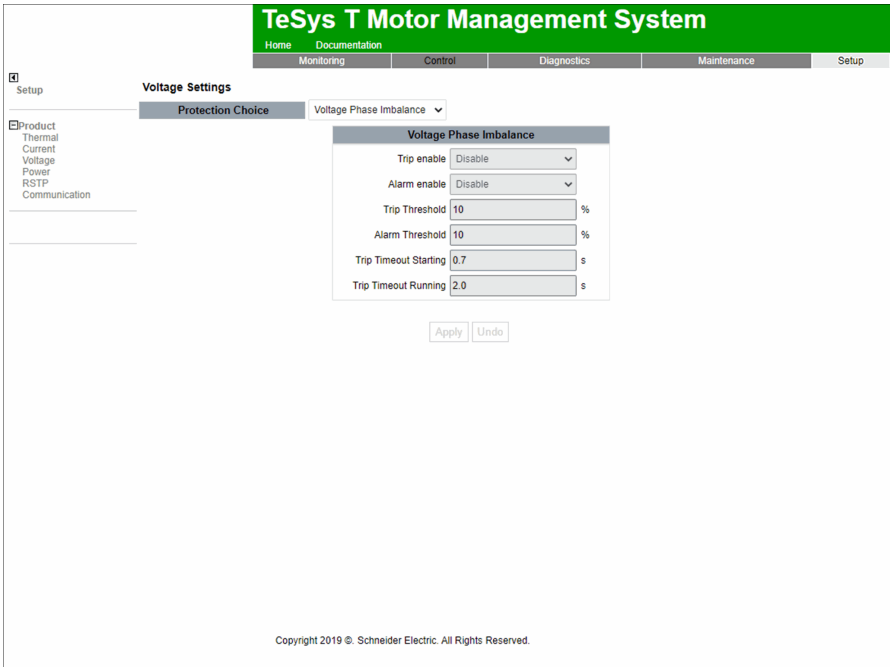 TeSys T Motor Management System
Home Documentation
Monitoring Control Diagnostics Maintenance Setup
Setup
Product
Thermal
Current
Voltage
Power
RSTP
Communication
Voltage Settings
Protection Choice Voltage Phase Imbalance
Voltage Phase Imbalance
Trip enable Disable
Alarm enable Disable
Trip Threshold 10 %
Alarm Threshold 10 %
Trip Timeout Starting 0.7 s
Trip Timeout Running 2.0 s
Apply Undo
Copyright 2019 ©. Schneider Electric. All Rights Reserved.